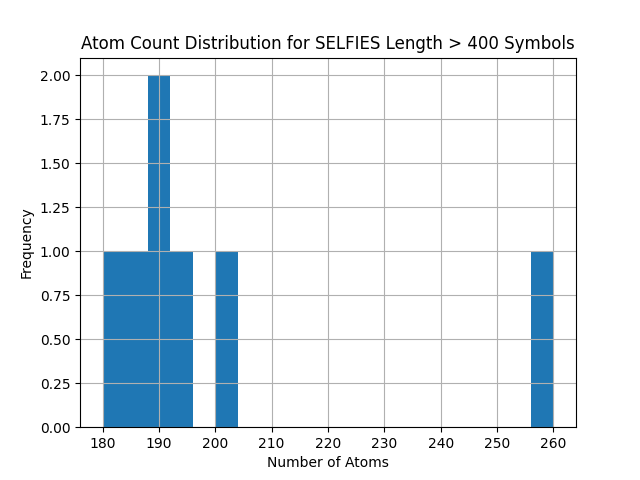 Atom Count Distribution for SELFIES Length > 400 Symbols
2.00
1.75
1.50
1.25
1.00
0.75
0.50
0.25
0.00
Frequency
180 190 200 210 220 230 240 250 260
Number of Atoms